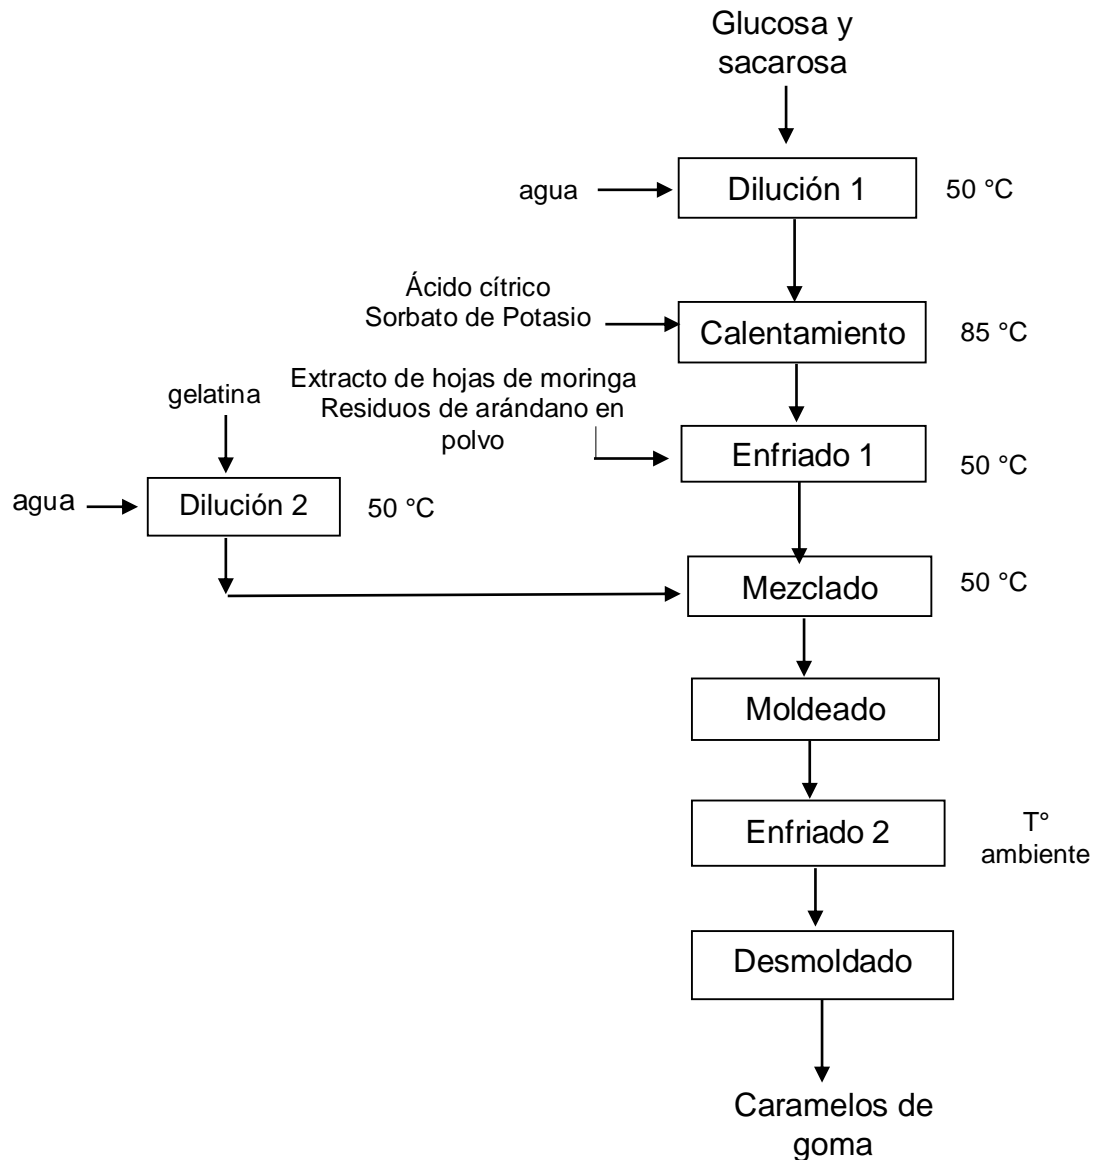 Glucosa y
sacarosa
agua
Dilución 1
50 °C
Ácido cítrico
Sorbato de Potasio
Calentamiento
85 °C
Extracto de hojas de moringa
Residuos de arándano en
polvo
Enfriado 1
50 °C
gelatina
agua
Dilución 2
50 °C
Mezclado
50 °C
Moldeado
Enfriado 2
T°
ambiente
Desmoldado
Caramelos de
goma